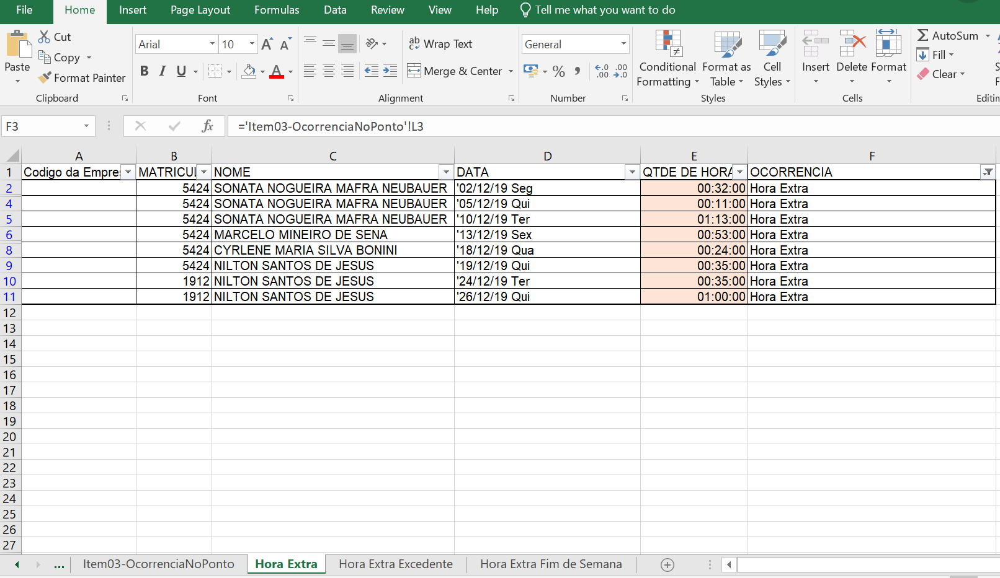 File Home Insert Page Layout Formulas Data Review View Help Tell me what you want to do
Cut
Copy
Format Painter
Paste
Clipboard
Arial 10 A A
B I U A
Font
ab c Wrap Text
Merge & Center
Alignment
General
% ,
Number
Conditional Formatting
Format as Table
Cell Styles
Styles
Insert Delete Format
Cells
AutoSum
Fill
Clear
Editin
F3 fx ='Item03-OcorrenciaNoPonto'!L3
A B C D E F
1 Codigo da Empre MATRICUL NOME DATA QTDE DE HORA OCORRENCIA
2 5424 SONATA NOGUEIRA MAFRA NEUBAUER '02/12/19 Seg 00:32:00 Hora Extra
4 5424 SONATA NOGUEIRA MAFRA NEUBAUER '05/12/19 Qui 00:11:00 Hora Extra
5 5424 SONATA NOGUEIRA MAFRA NEUBAUER '10/12/19 Ter 01:13:00 Hora Extra
6 5424 MARCELO MINEIRO DE SENA '13/12/19 Sex 00:53:00 Hora Extra
8 5424 CYRLENE MARIA SILVA BONINI '18/12/19 Qua 00:24:00 Hora Extra
9 5424 NILTON SANTOS DE JESUS '19/12/19 Qui 00:35:00 Hora Extra
10 1912 NILTON SANTOS DE JESUS '24/12/19 Ter 00:35:00 Hora Extra
11 1912 NILTON SANTOS DE JESUS '26/12/19 Qui 01:00:00 Hora Extra
12
13
14
15
16
17
18
19
20
21
22
23
24
25
26
27
... Item03-OcorrenciaNoPonto Hora Extra Hora Extra Excedente Hora Extra Fim de Semana